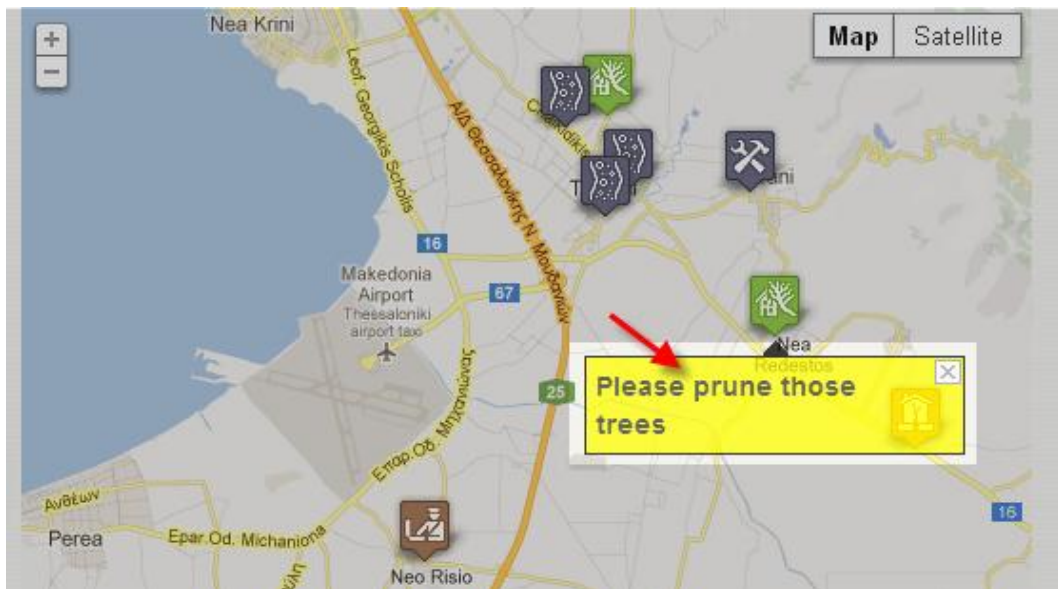 +
−
Nea Krini
Map
Satellite
Leof. Georgikis Scholis
Α/Δ Θεσσαλονίκης Ν. Μουδανιών
16
Makedonia
Airport
Thessaloniki
airport taxi
67
Nea
Redestos
25
Please prune those
trees
Επαρ. Οδ. Μηχανιώνας
16
Ανθέων
Perea
Epar. Od. Michaniona
Neo Risio